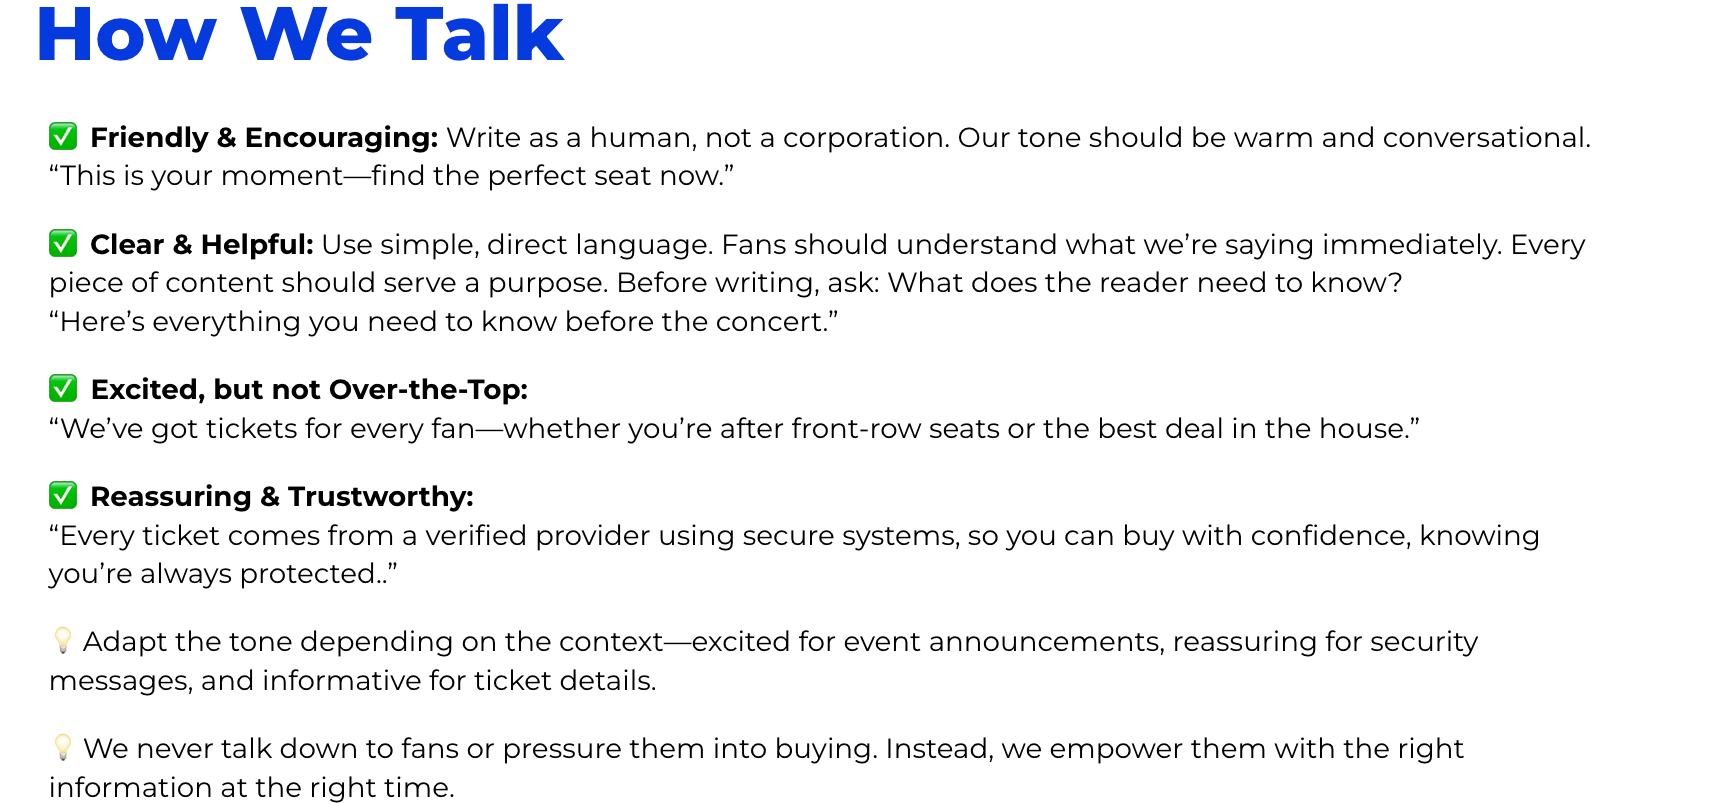 How We Talk
✅ Friendly & Encouraging: Write as a human, not a corporation. Our tone should be warm and conversational.
“This is your moment—find the perfect seat now.”
✅ Clear & Helpful: Use simple, direct language. Fans should understand what we’re saying immediately. Every
piece of content should serve a purpose. Before writing, ask: What does the reader need to know?
“Here’s everything you need to know before the concert.”
✅ Excited, but not Over-the-Top:
“We’ve got tickets for every fan—whether you’re after front-row seats or the best deal in the house.”
✅ Reassuring & Trustworthy:
“Every ticket comes from a verified provider using secure systems, so you can buy with confidence, knowing
you’re always protected..”
💡 Adapt the tone depending on the context—excited for event announcements, reassuring for security
messages, and informative for ticket details.
💡 We never talk down to fans or pressure them into buying. Instead, we empower them with the right
information at the right time.